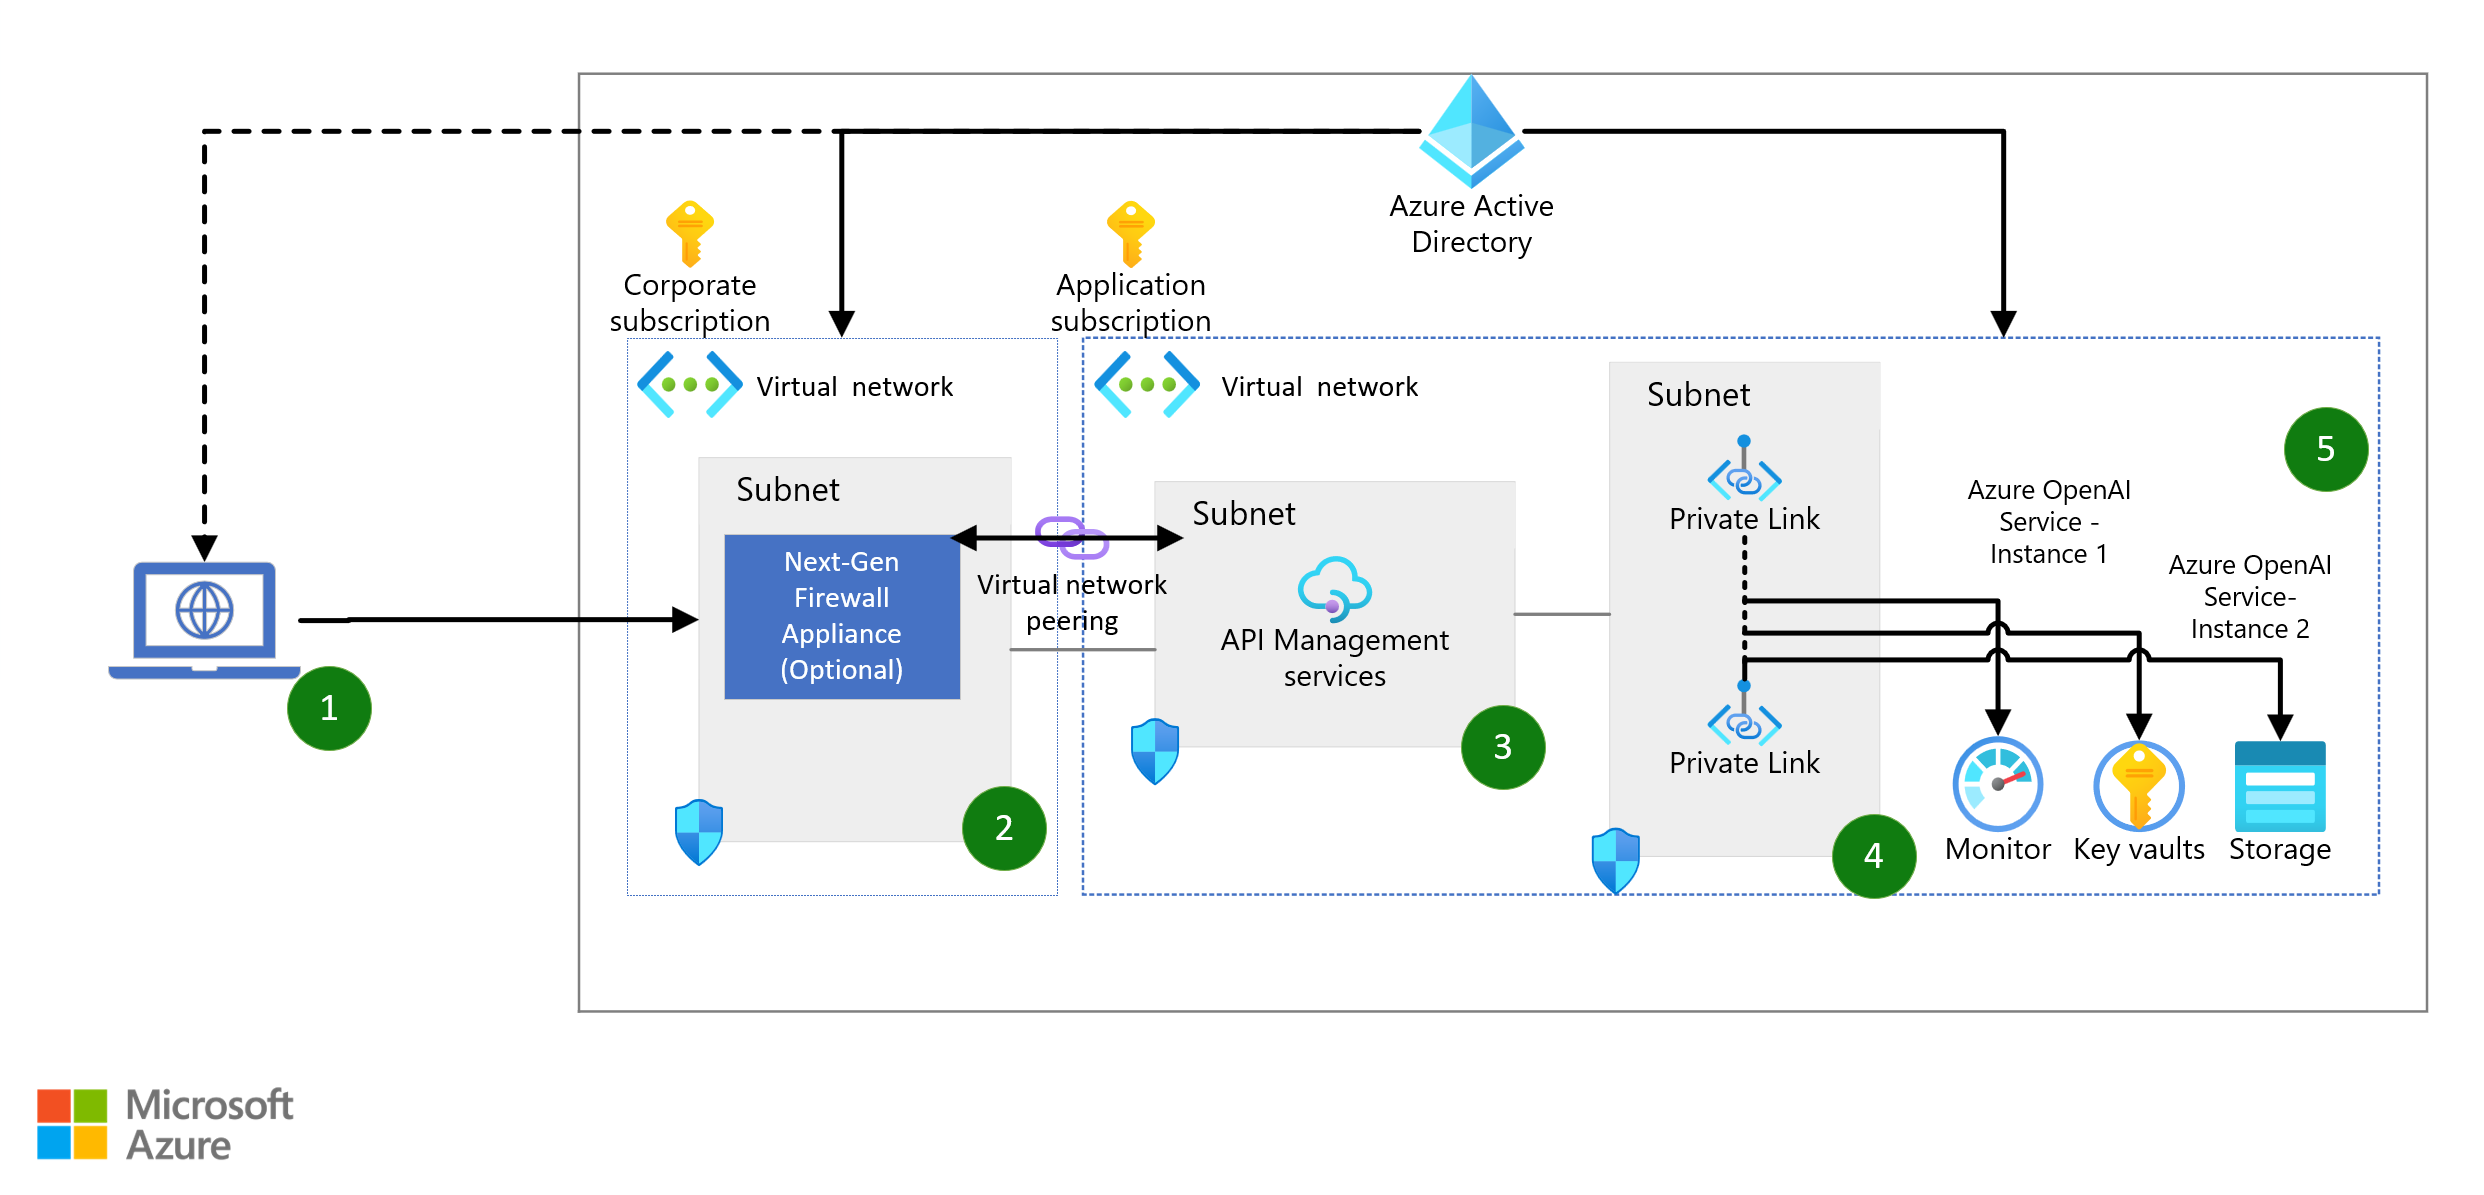 Azure Active
Directory
Corporate
subscription
Application
subscription
Virtual network
Virtual network
Subnet
Subnet
Subnet
Next-Gen
Firewall
Appliance
(Optional)
Virtual network
peering
API Management
services
Private Link
Private Link
Azure OpenAI
Service -
Instance 1
Azure OpenAI
Service-
Instance 2
Monitor
Key vaults
Storage
1
2
3
4
5
Microsoft
Azure